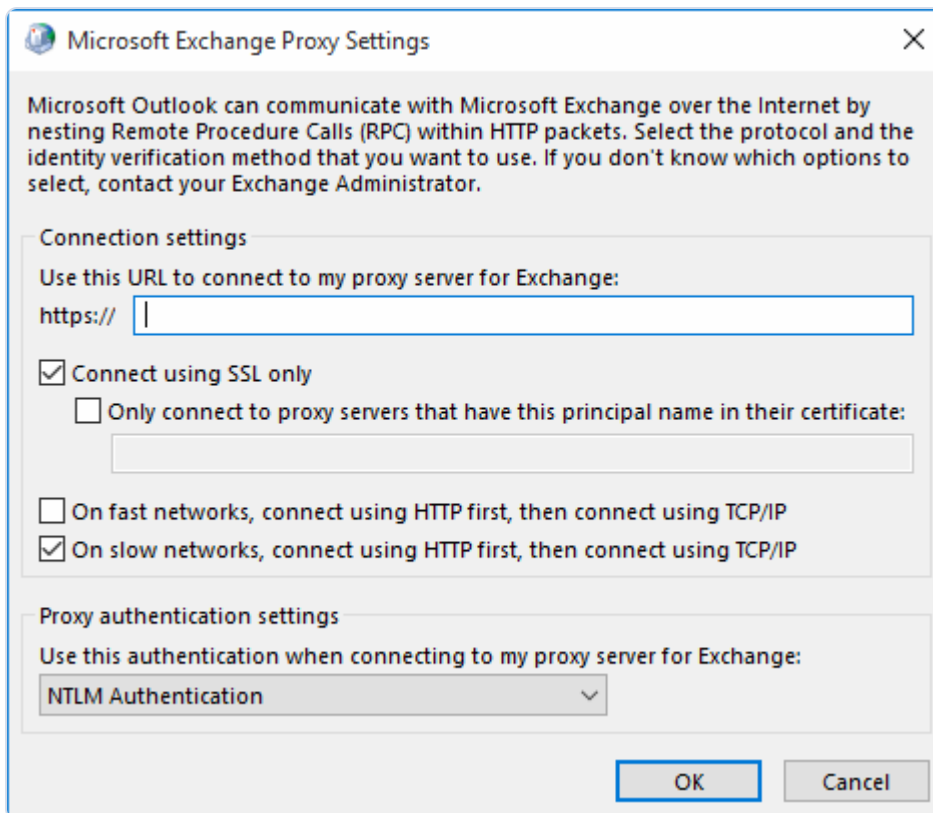 Microsoft Exchange Proxy Settings
Microsoft Outlook can communicate with Microsoft Exchange over the Internet by
nesting Remote Procedure Calls (RPC) within HTTP packets. Select the protocol and the
identity verification method that you want to use. If you don't know which options to
select, contact your Exchange Administrator.
Connection settings
Use this URL to connect to my proxy server for Exchange:
https://
Connect using SSL only
Only connect to proxy servers that have this principal name in their certificate:
On fast networks, connect using HTTP first, then connect using TCP/IP
On slow networks, connect using HTTP first, then connect using TCP/IP
Proxy authentication settings
Use this authentication when connecting to my proxy server for Exchange:
NTLM Authentication
OK Cancel